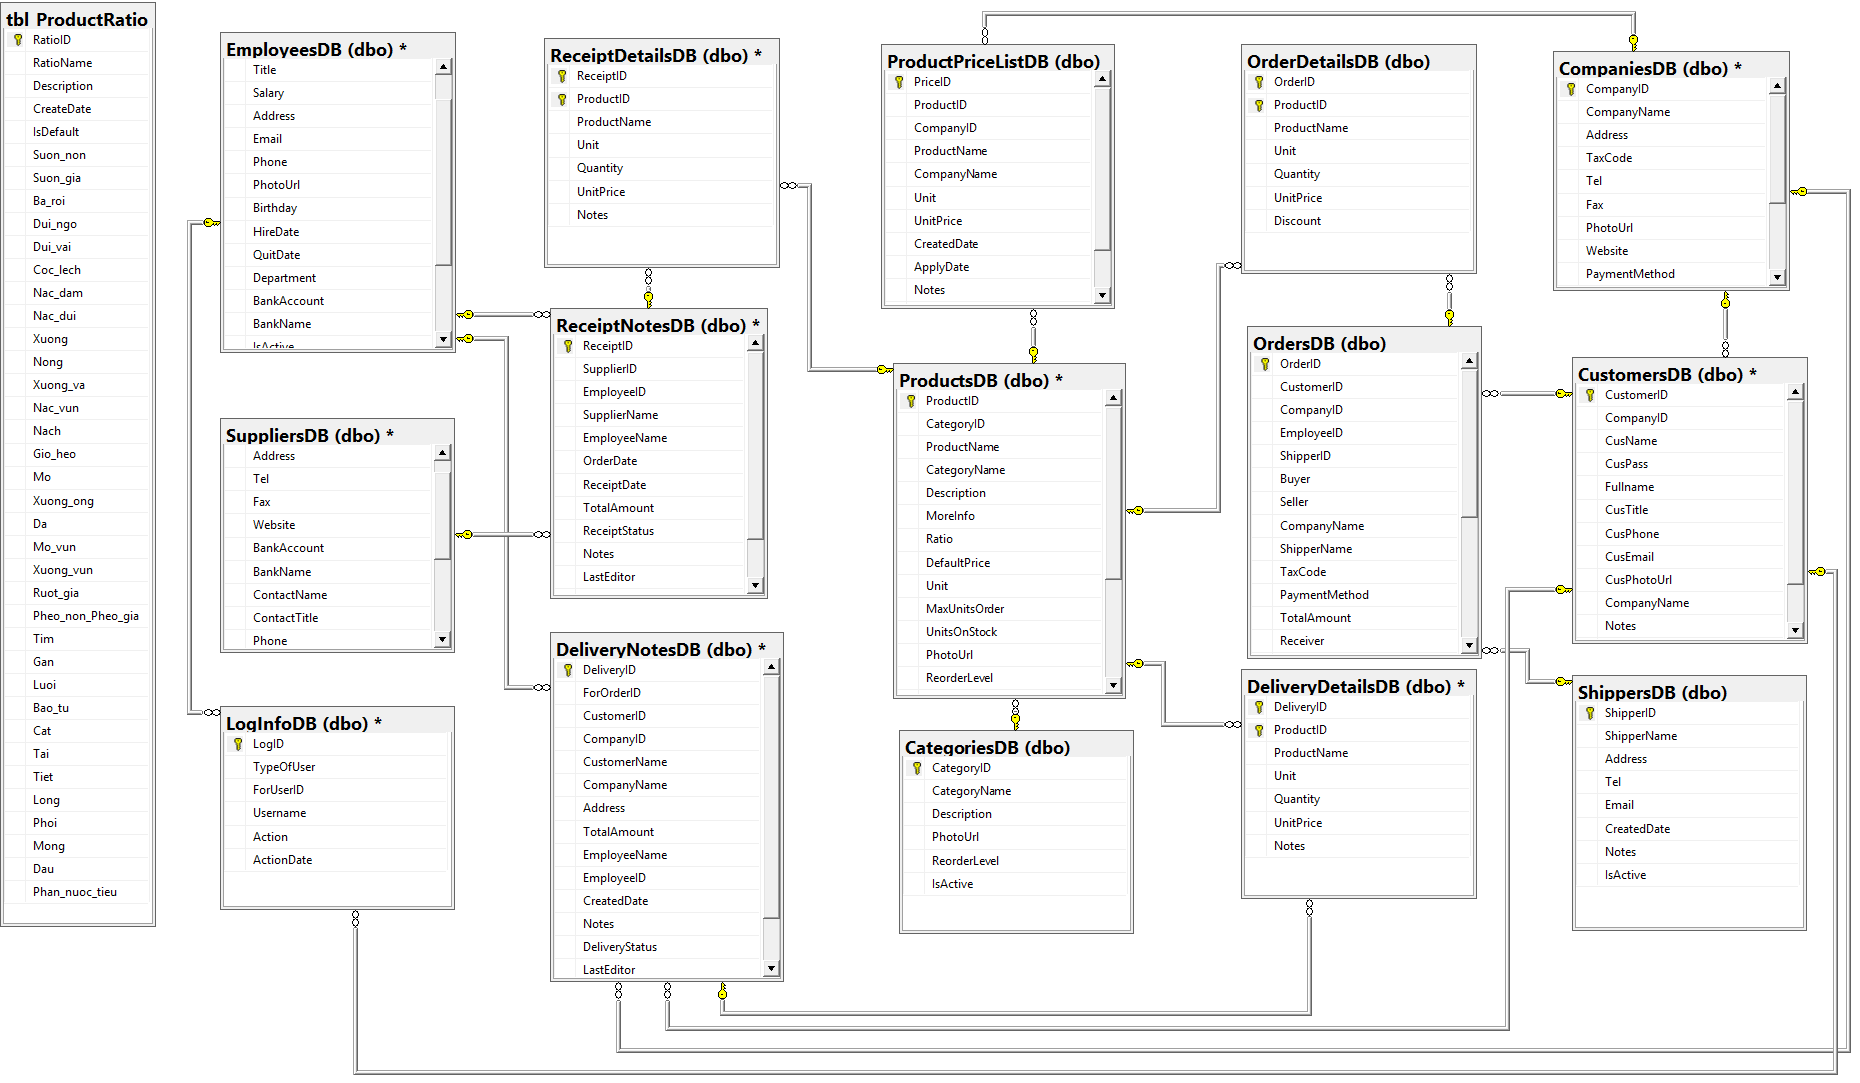 tbl_ProductRatio
RatioID
RatioName
Description
CreateDate
IsDefault
Suon_non
Suon_gia
Ba_roi
Dui_ngo
Dui_vai
Coc_lech
Nac_dam
Nac_dui
Xuong
Nong
Xuong_va
Nac_vun
Nach
Gio_heo
Mo
Xuong_ong
Da
Mo_vun
Xuong_vun
Ruot_gia
Pheo_non_Pheo_gia
Tim
Gan
Luoi
Bao_tu
Cat
Tai
Tiet
Long
Phoi
Mong
Dau
Phan_nuoc_tieu
EmployeesDB (dbo) *
Title
Salary
Address
Email
Phone
PhotoUrl
Birthday
HireDate
QuitDate
Department
BankAccount
BankName
IsActive
SuppliersDB (dbo) *
Address
Tel
Fax
Website
BankAccount
BankName
ContactName
ContactTitle
Phone
LogInfoDB (dbo) *
LogID
TypeOfUser
ForUserID
Username
Action
ActionDate
ReceiptDetailsDB (dbo) *
ReceiptID
ProductID
ProductName
Unit
Quantity
UnitPrice
Notes
ReceiptNotesDB (dbo) *
ReceiptID
SupplierID
EmployeeID
SupplierName
EmployeeName
OrderDate
ReceiptDate
TotalAmount
ReceiptStatus
Notes
LastEditor
DeliveryNotesDB (dbo) *
DeliveryID
ForOrderID
CustomerID
CompanyID
CustomerName
CompanyName
Address
TotalAmount
EmployeeName
EmployeeID
CreatedDate
Notes
DeliveryStatus
LastEditor
ProductPriceListDB (dbo)
PriceID
ProductID
CompanyID
ProductName
CompanyName
Unit
UnitPrice
CreatedDate
ApplyDate
Notes
ProductsDB (dbo) *
ProductID
CategoryID
ProductName
CategoryName
Description
MoreInfo
Ratio
DefaultPrice
Unit
MaxUnitsOrder
UnitsOnStock
PhotoUrl
ReorderLevel
CategoriesDB (dbo)
CategoryID
CategoryName
Description
PhotoUrl
ReorderLevel
IsActive
OrderDetailsDB (dbo)
OrderID
ProductID
ProductName
Unit
Quantity
UnitPrice
Discount
OrdersDB (dbo)
OrderID
CustomerID
CompanyID
EmployeeID
ShipperID
Buyer
Seller
CompanyName
ShipperName
TaxCode
PaymentMethod
TotalAmount
Receiver
DeliveryDetailsDB (dbo) *
DeliveryID
ProductID
ProductName
Unit
Quantity
UnitPrice
Notes
CompaniesDB (dbo) *
CompanyID
CompanyName
Address
TaxCode
Tel
Fax
PhotoUrl
Website
PaymentMethod
CustomersDB (dbo) *
CustomerID
CompanyID
CusName
CusPass
Fullname
CusTitle
CusPhone
CusEmail
CusPhotoUrl
CompanyName
Notes
ShippersDB (dbo)
ShipperID
ShipperName
Address
Tel
Email
CreatedDate
Notes
IsActive